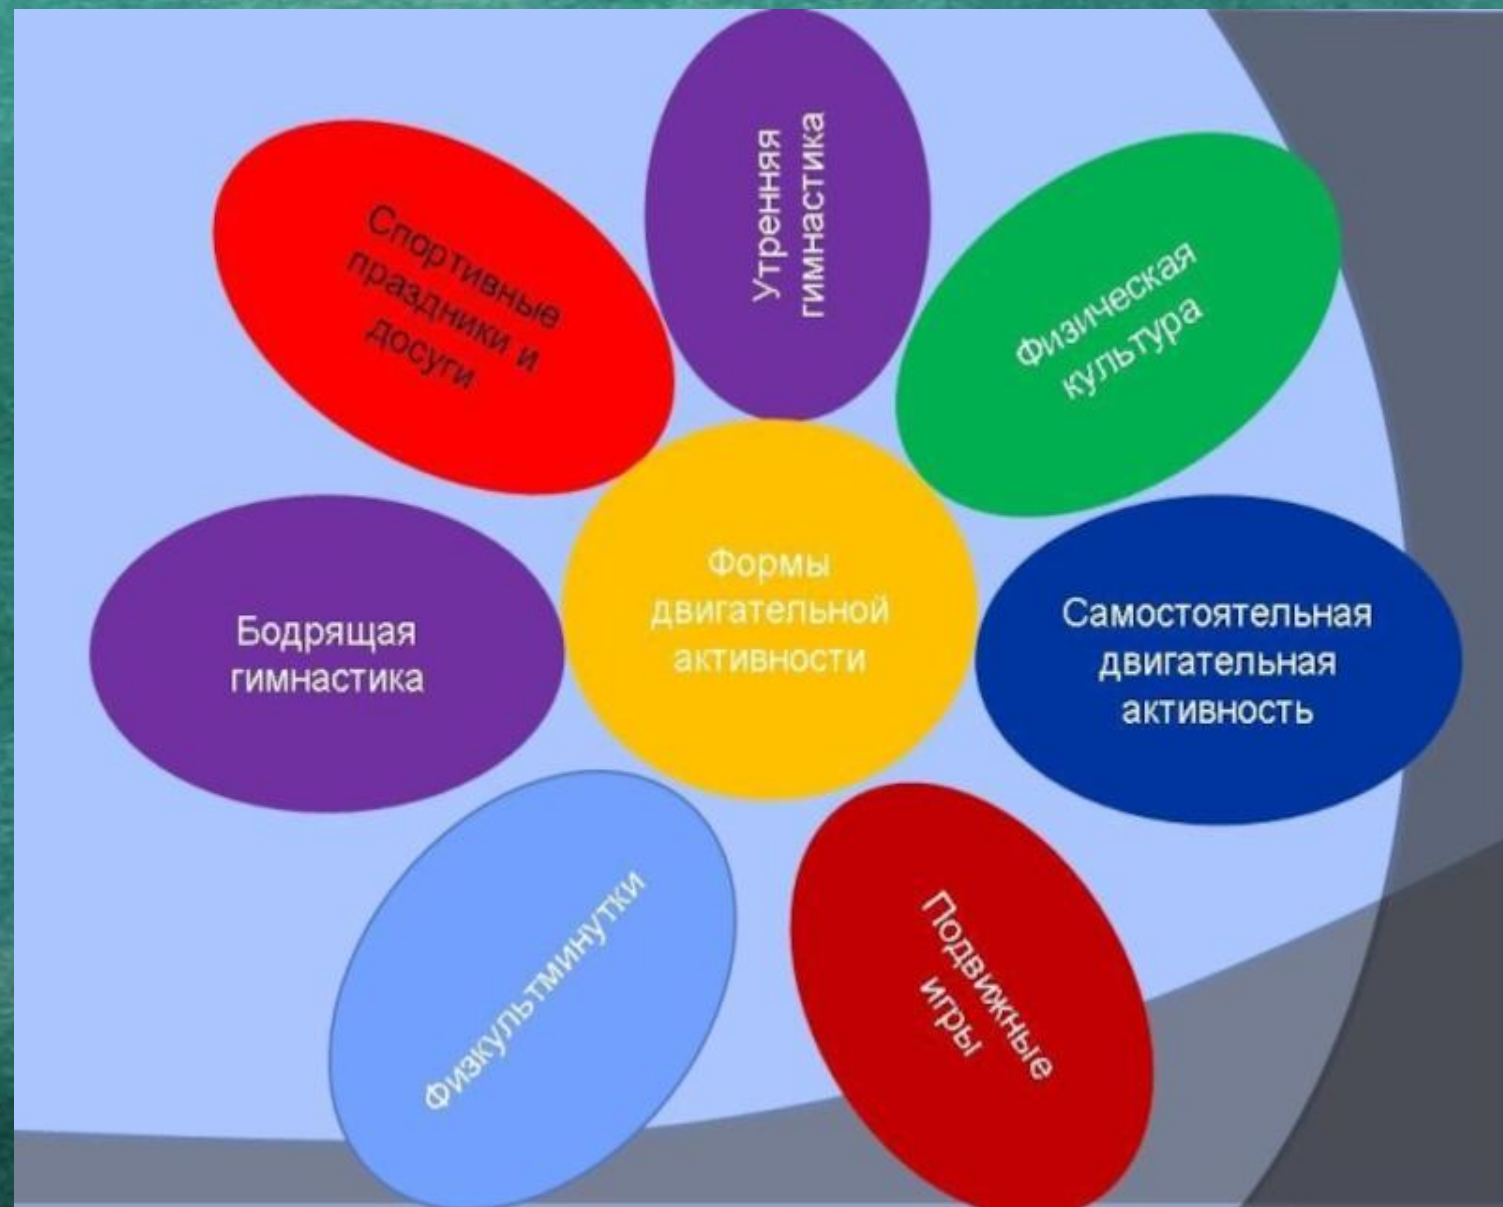 Утренняя
гимнастика
Спортивные
праздники и
досуги
Физическая
культура
Формы
двигательной
активности
Бодрящая
гимнастика
Самостоятельная
двигательная
активность
Физкультминутки
Подвижные
игры